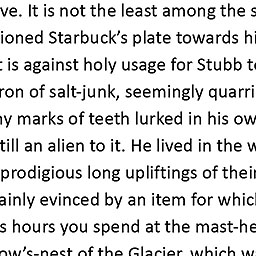 ve. It is not the least among the s
ioned Starbuck’s plate towards hi
t is against holy usage for Stubb t
ron of salt-junk, seemingly quarri
ny marks of teeth lurked in his ow
till an alien to it. He lived in the w
prodigious long upliftings of thei
ainly evinced by an item for whic
s hours you spend at the mast-he
ow’s-nest of the Glacier, which w